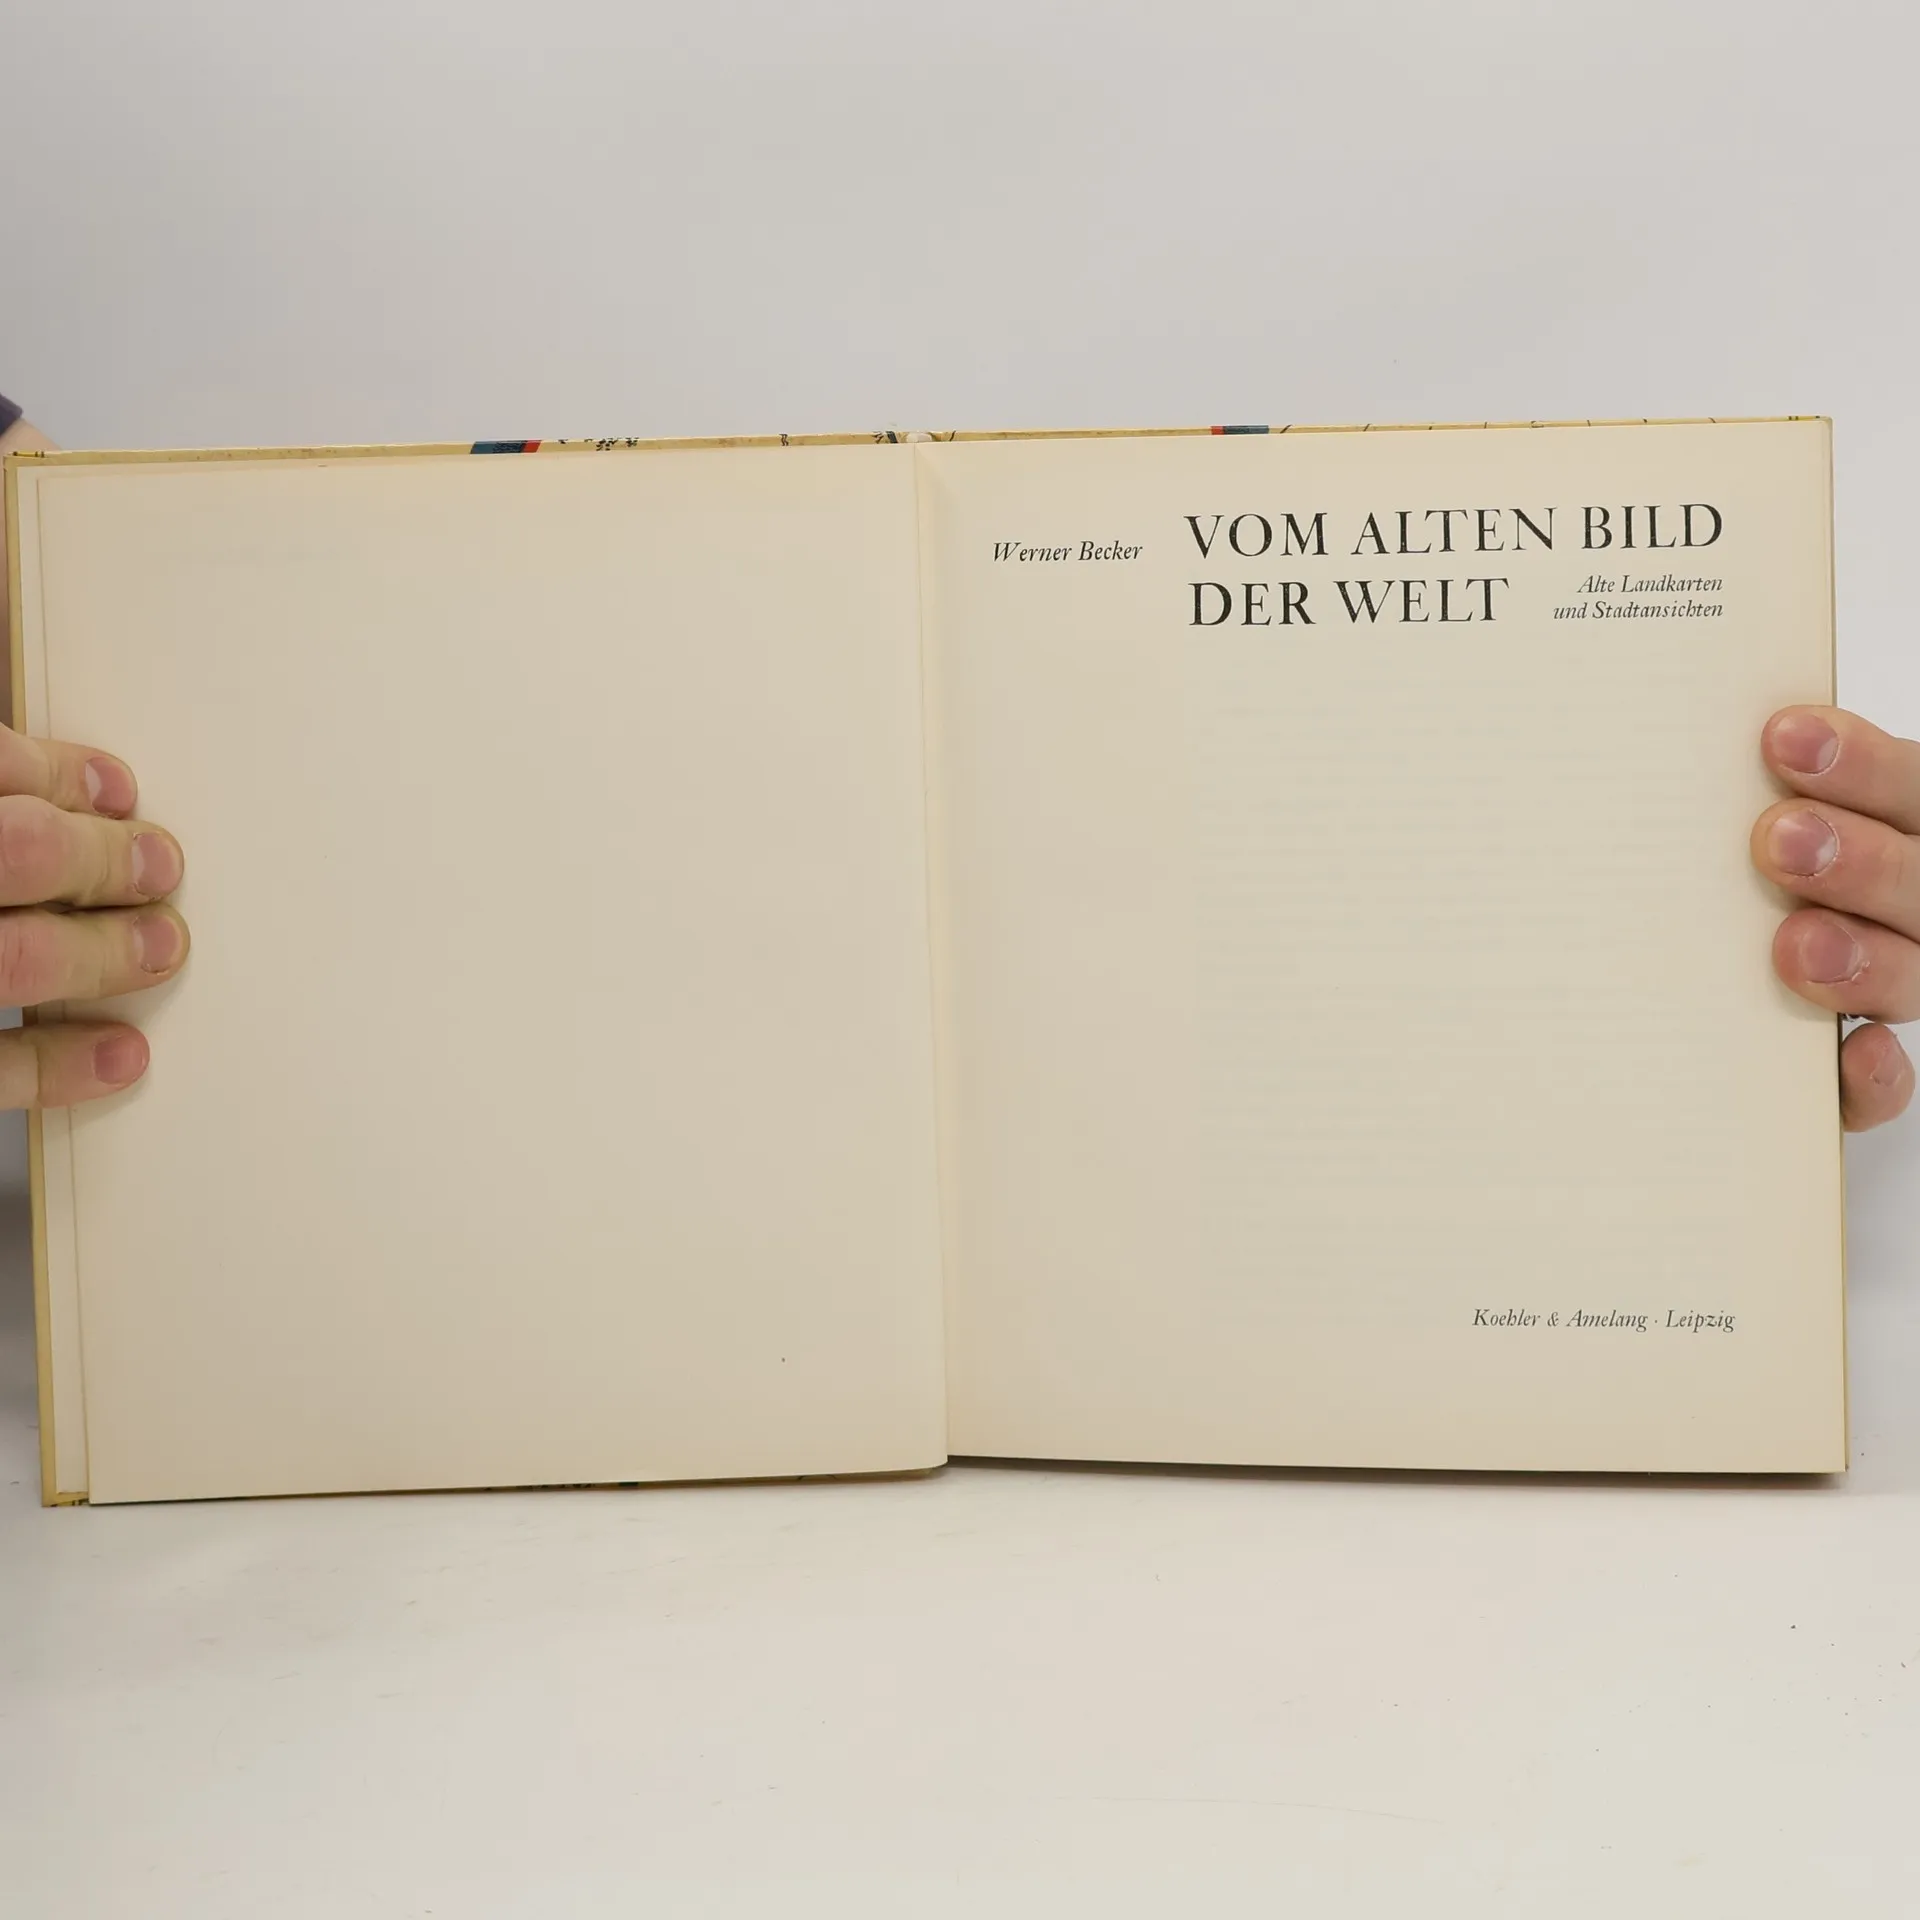 Werner Becker
VOM ALTEN BILD
DER WELT
Alte Landkarten
und Stadtansichten
Koehler & Amelang · Leipzig